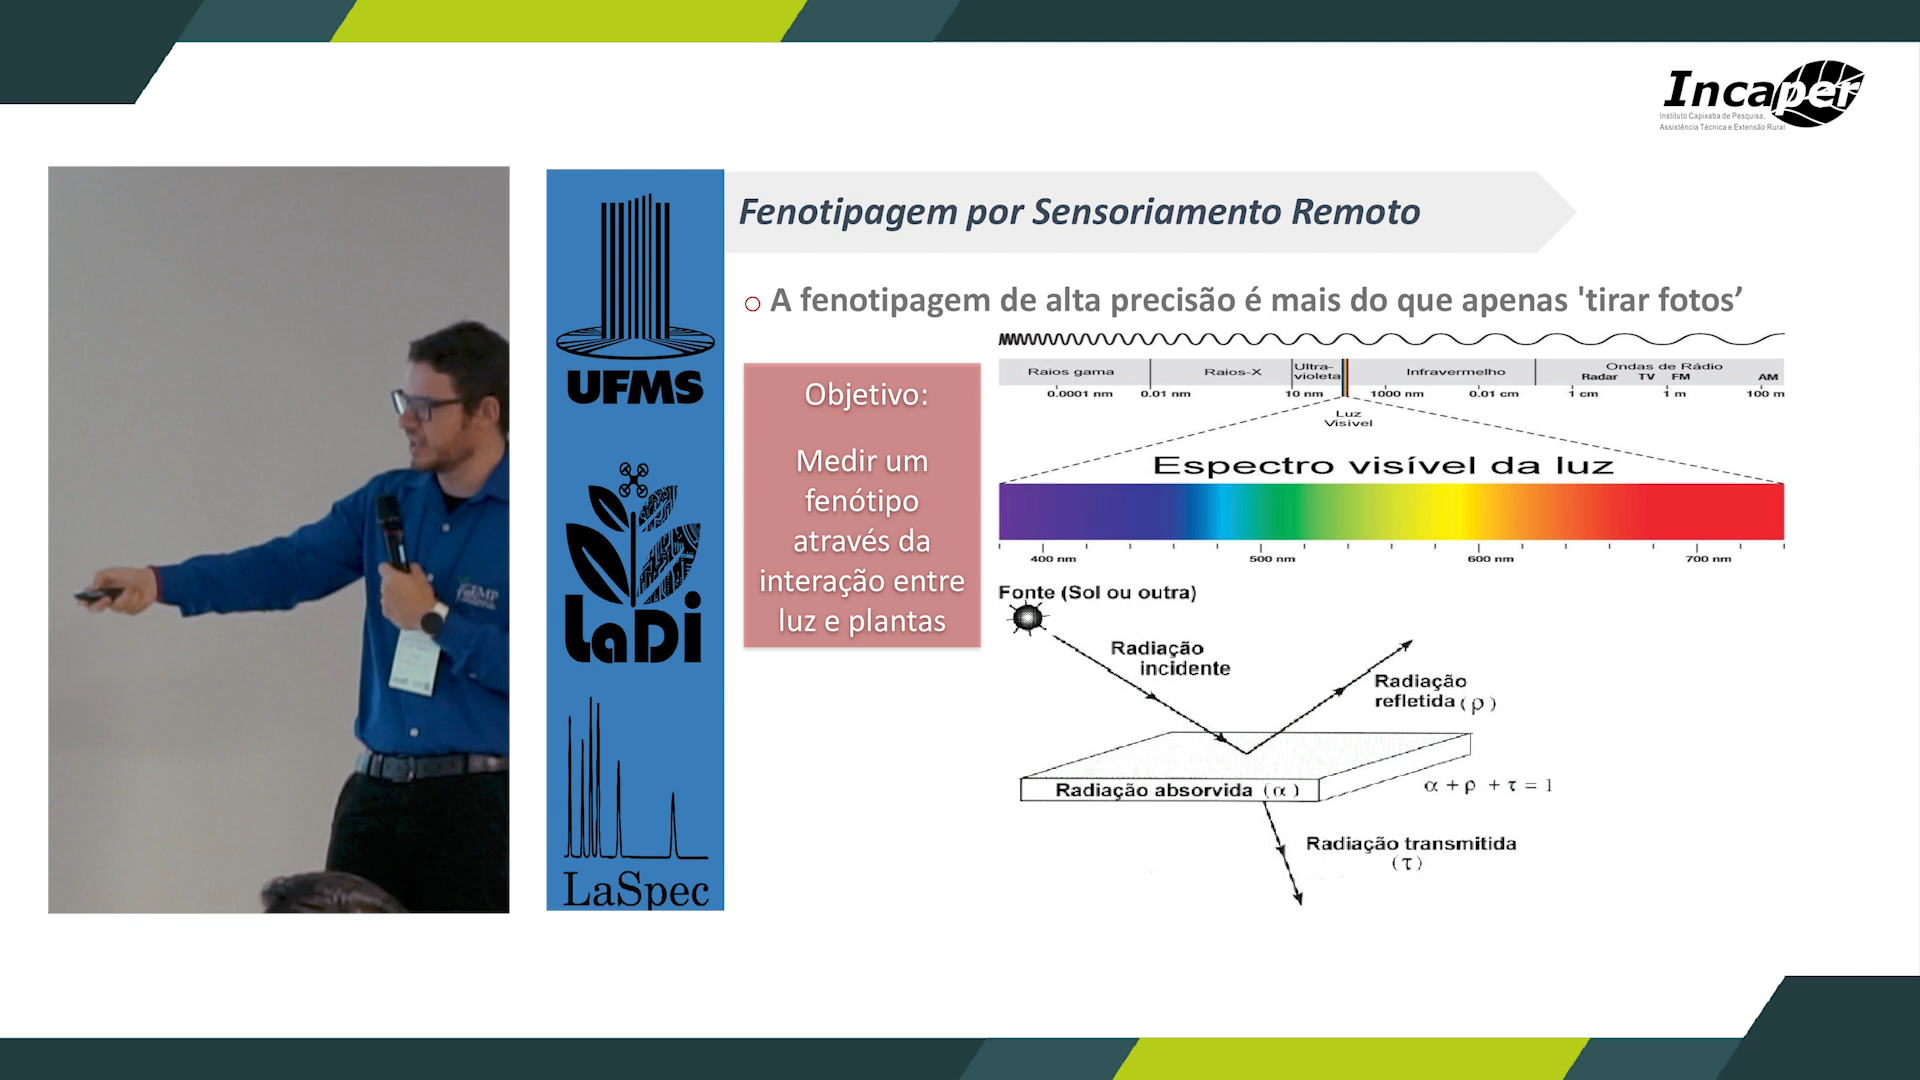 Incaper
Instituto Capixaba de Pesquisa,
Assistência Técnica e Extensão Rural
Fenotipagem por Sensoriamento Remoto
A fenotipagem de alta precisão é mais do que apenas 'tirar fotos’
UFMS
LaDi
LaSpec
Objetivo:
Medir um
fenótipo
através da
interação entre
luz e plantas
Raios gama
Raios-X
Ultra-
violeta
Infravermelho
Ondas de Rádio
Radar TV FM AM
0.0001 nm 0.01 nm 10 nm 1000 nm 0.01 cm 1 cm 1 m 100 m
Luz
Visível
Espectro visível da luz
400 nm 500 nm 600 nm 700 nm
Fonte (Sol ou outra)
Radiação
incidente
Radiação
refletida (ρ)
Radiação absorvida (α)
α + ρ + τ = 1
Radiação transmitida
(τ)